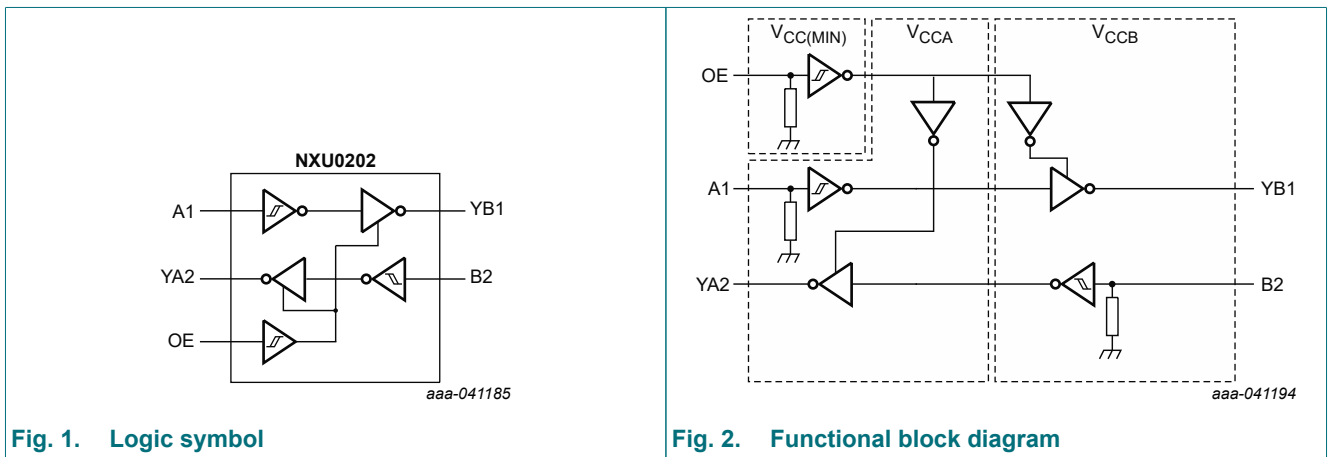 NXU0202
A1
YB1
YA2
B2
OE
aaa-041185
Fig. 1. Logic symbol
VCC(MIN)
VCCA
VCCB
OE
A1
YB1
YA2
B2
aaa-041194
Fig. 2. Functional block diagram